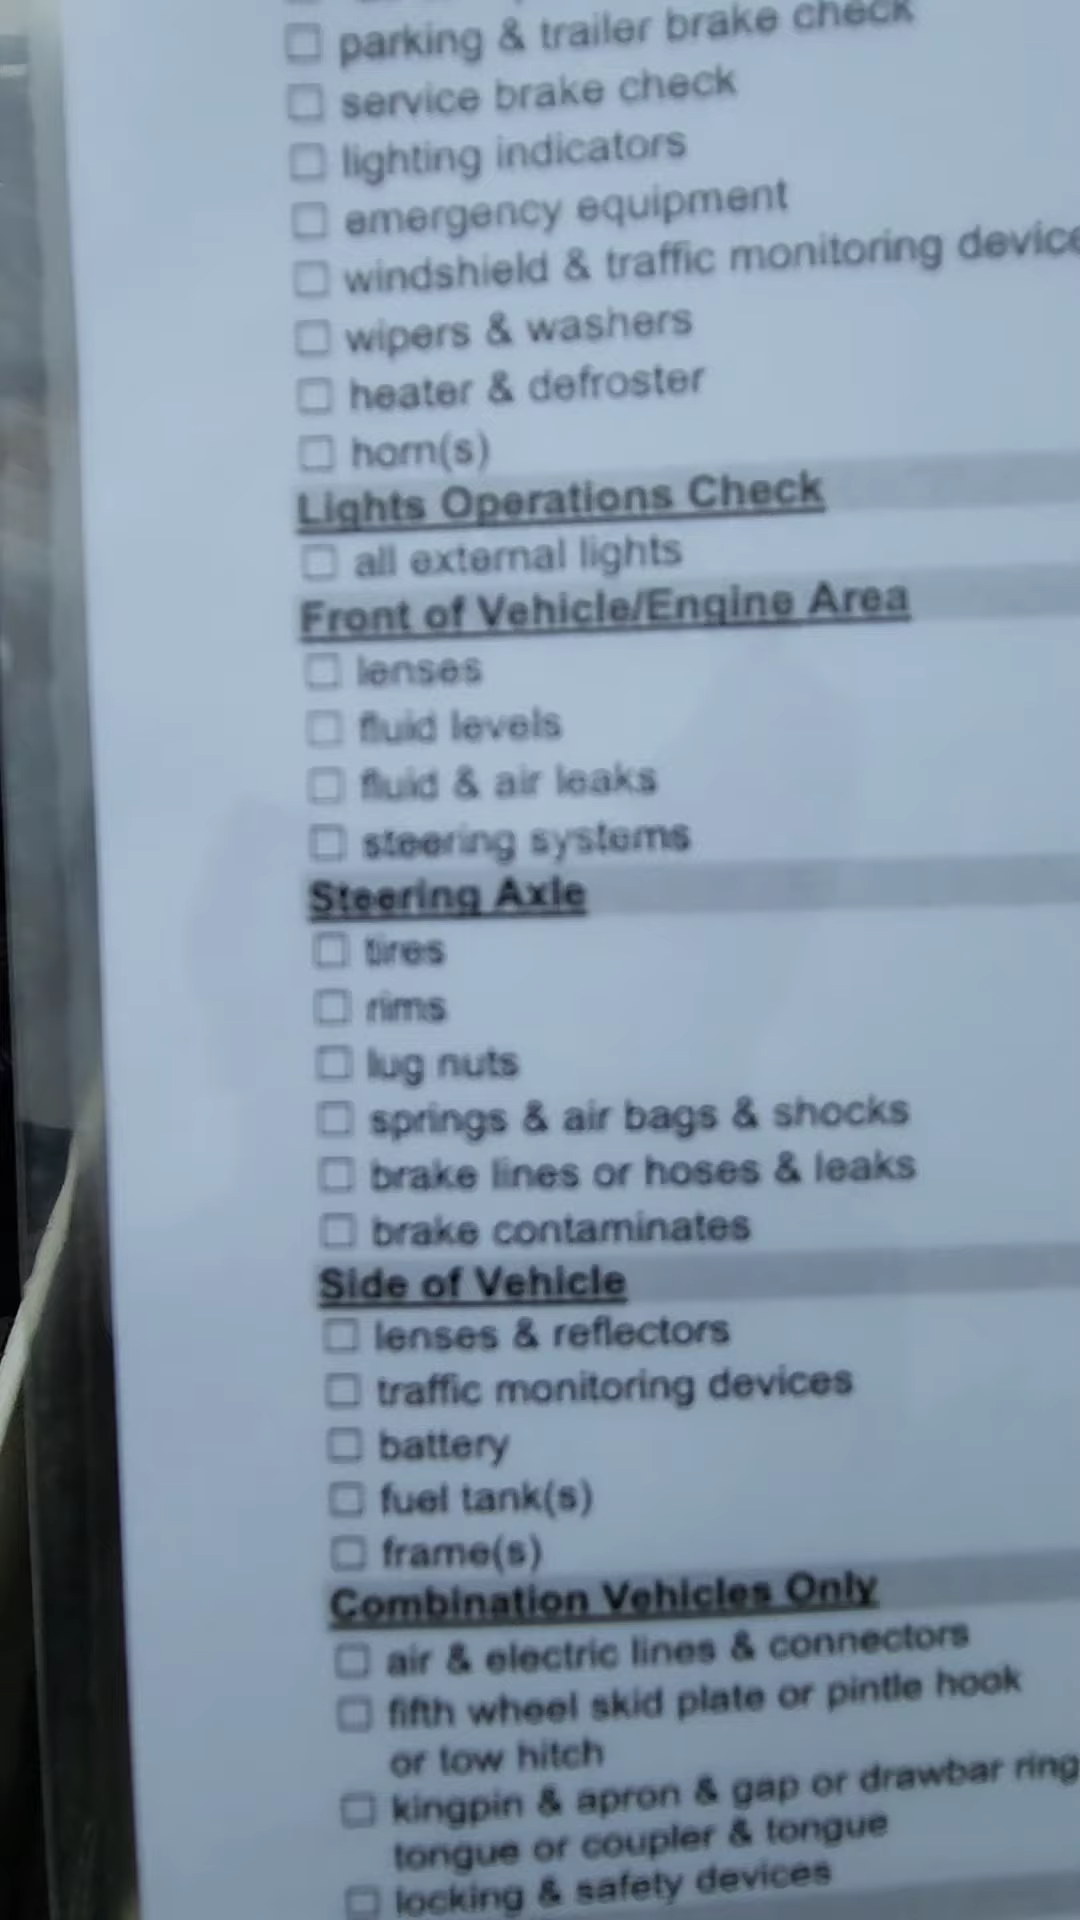 ☐ parking & trailer brake check
☐ service brake check
☐ lighting indicators
☐ emergency equipment
☐ windshield & traffic monitoring device
☐ wipers & washers
☐ heater & defroster
☐ horn(s)
Lights Operations Check
☐ all external lights
Front of Vehicle/Engine Area
☐ lenses
☐ fluid levels
☐ fluid & air leaks
☐ steering systems
Steering Axle
☐ tires
☐ rims
☐ lug nuts
☐ springs & air bags & shocks
☐ brake lines or hoses & leaks
☐ brake contaminates
Side of Vehicle
☐ lenses & reflectors
☐ traffic monitoring devices
☐ battery
☐ fuel tank(s)
☐ frame(s)
Combination Vehicles Only
☐ air & electric lines & connectors
☐ fifth wheel skid plate or pintle hook
or tow hitch
☐ kingpin & apron & gap or drawbar ring
tongue or coupler & tongue
☐ locking & safety devices